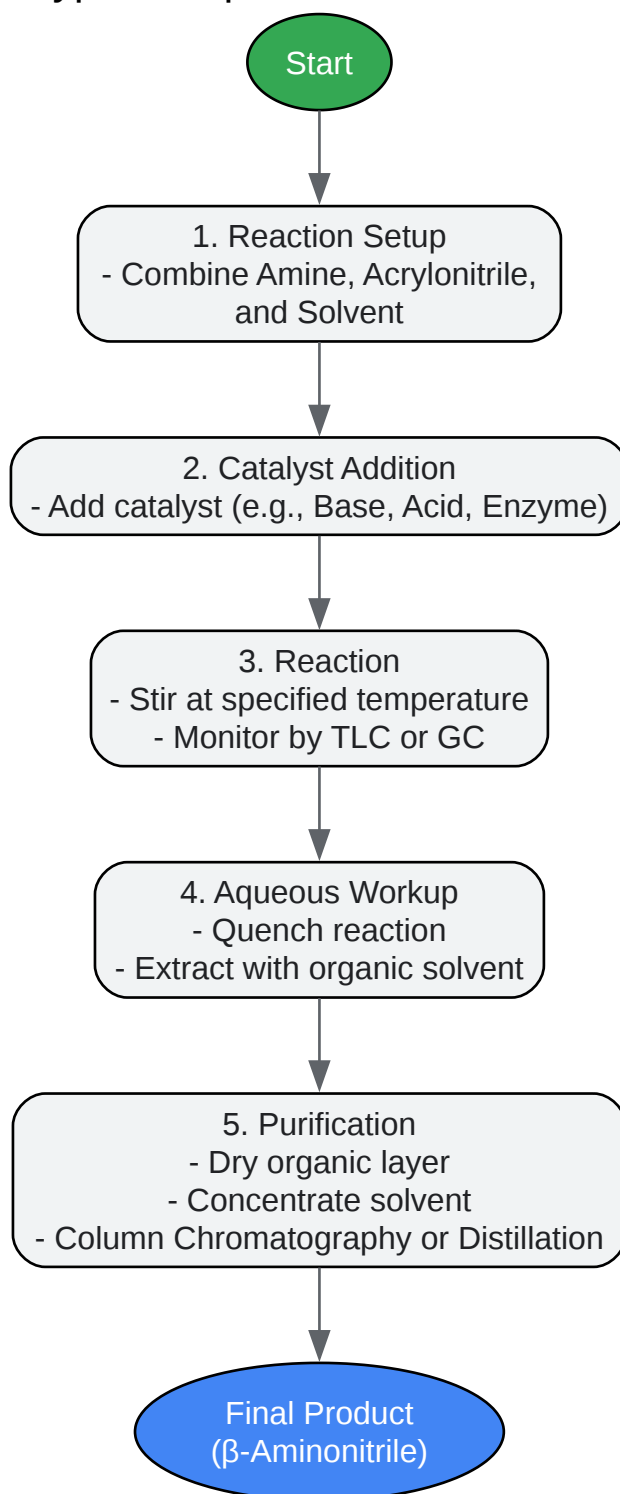 Start
1. Reaction Setup
- Combine Amine, Acrylonitrile,
and Solvent
2. Catalyst Addition
- Add catalyst (e.g., Base, Acid, Enzyme)
3. Reaction
- Stir at specified temperature
- Monitor by TLC or GC
4. Aqueous Workup
- Quench reaction
- Extract with organic solvent
5. Purification
- Dry organic layer
- Concentrate solvent
- Column Chromatography or Distillation
Final Product
(β-Aminonitrile)